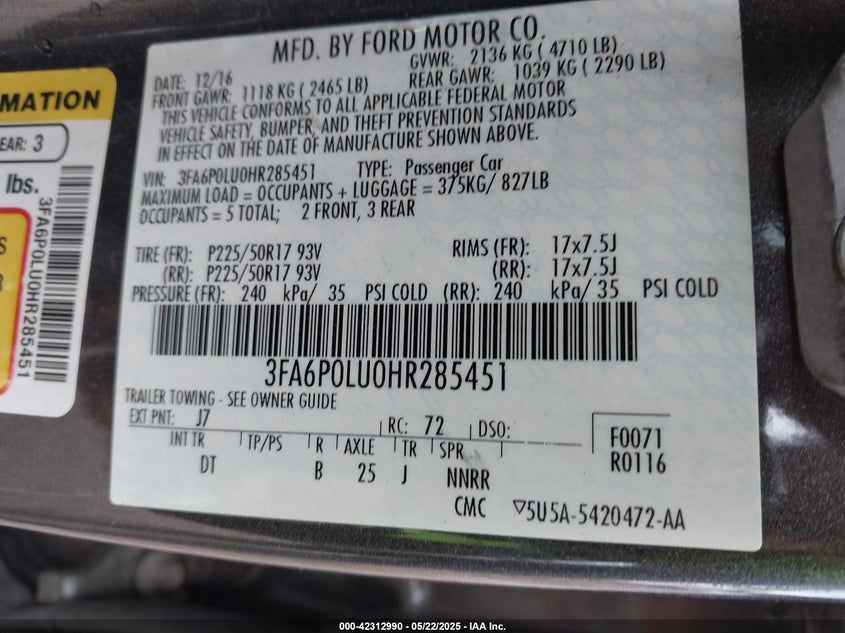 MFD. BY FORD MOTOR CO.
DATE: 12/16 GVWR: 2136 KG ( 4710 LB)
FRONT GAWR: 1118 KG ( 2465 LB) REAR GAWR: 1039 KG ( 2290 LB)
THIS VEHICLE CONFORMS TO ALL APPLICABLE FEDERAL MOTOR
VEHICLE SAFETY, BUMPER, AND THEFT PREVENTION STANDARDS
IN EFFECT ON THE DATE OF MANUFACTURE SHOWN ABOVE.
VIN: 3FA6P0LU0HR285451 TYPE: Passenger Car
MAXIMUM LOAD = OCCUPANTS + LUGGAGE = 375KG/ 827LB
OCCUPANTS = 5 TOTAL; 2 FRONT, 3 REAR
TIRE (FR): P225/50R17 93V RIMS (FR): 17x7.5J
(RR): P225/50R17 93V (RR): 17x7.5J
PRESSURE (FR): 240 kPa/ 35 PSI COLD (RR): 240 kPa/ 35 PSI COLD
3FA6P0LU0HR285451
TRAILER TOWING - SEE OWNER GUIDE
EXT PNT: J7 RC: 72 DSO:
INT TR TP/PS R AXLE TR SPR
DT B 25 J NNRR
F0071
R0116
CMC ▽5U5A-5420472-AA
MATION
EAR: 3
lbs.
S
3FA6P0LU0HR285451
000-42312990 - 05/22/2025 - IAA Inc.